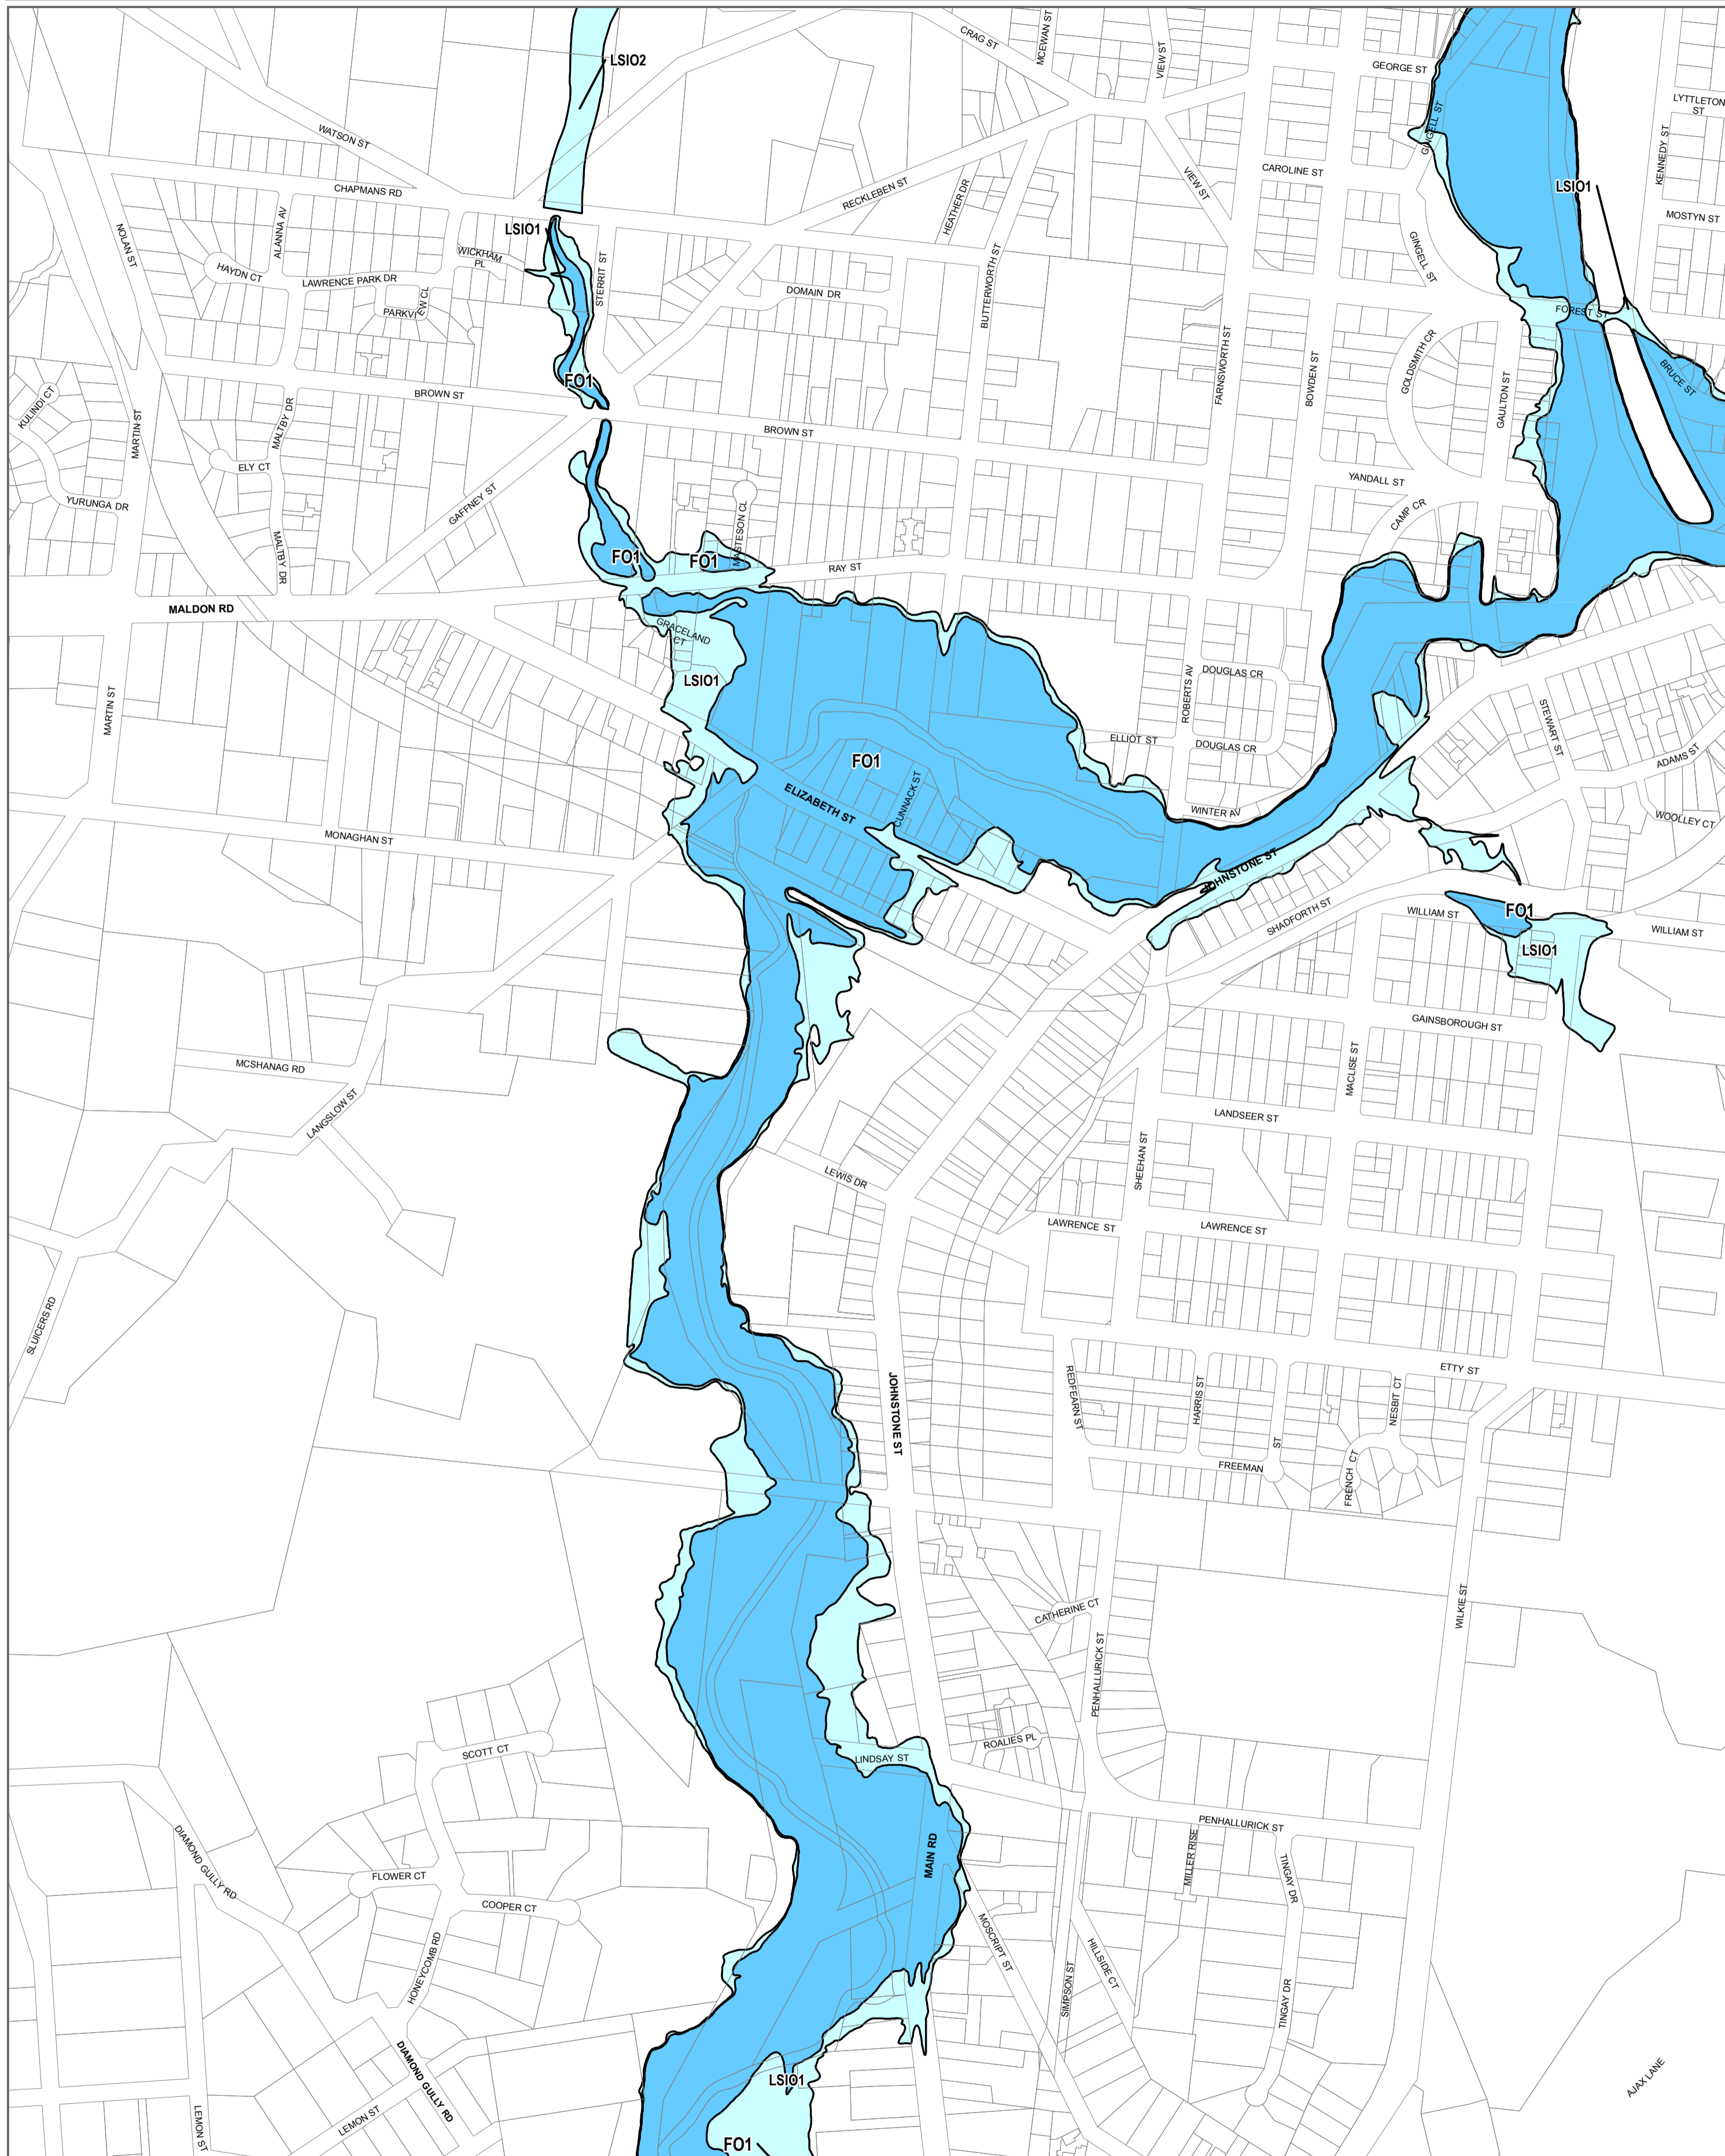 CRAG ST
MCEWAN ST
VIEW ST
GEORGE ST
LSIO2
LYTTLETON
ST
WATSON ST
GINGELL ST
KENNEDY ST
CAROLINE ST
VIEW ST
LSIO1
CHAPMANS RD
RECKLEBEN ST
HEATHER DR
MOSTYN ST
ALANNA AV
NOLAN ST
LSIO1
WICKHAM
PL
GINGELL ST
HAYDN CT
LAWRENCE PARK DR
STERRIT ST
DOMAIN DR
BUTTERWORTH ST
PARKVI
EW CL
FOREST ST
FARNSWORTH ST
GOLDSMITH CR
BOWDEN ST
BRUCE ST
FO1
BROWN ST
GAULTON ST
KULINDI CT
MALTBY DR
MARTIN ST
BROWN ST
ELY CT
YANDALL ST
YURUNGA DR
GAFFNEY ST
MASTESON CL
CAMP CR
MALTBY DR
FO1
FO1
RAY ST
MALDON RD
GRACELAND
CT
DOUGLAS CR
LSIO1
ROBERTS AV
MARTIN ST
STEWART ST
ELLIOT ST
DOUGLAS CR
ADAMS ST
FO1
ELIZABETH ST
CUNNACK ST
WINTER AV
WOOLLEY CT
MONAGHAN ST
JOHNSTONE ST
SHADFORTH ST
WILLIAM ST
FO1
WILLIAM ST
LSIO1
GAINSBOROUGH ST
MCSHANAG RD
MACLISE ST
LANGSLOW ST
LANDSEER ST
SHEEHAN ST
LEWIS DR
LAWRENCE ST
LAWRENCE ST
SLUICERS RD
ETTY ST
REDFEARN ST
HARRIS ST
NESBIT CT
JOHNSTONE ST
FREEMAN
ST
FRENCH CT
CATHERINE CT
WILKIE ST
PENHALLURICK ST
ROALIES PL
SCOTT CT
LINDSAY ST
PENHALLURICK ST
MAIN RD
MILLER RISE
DIAMOND GULLY RD
FLOWER CT
TINGAY DR
COOPER CT
MOSCRIPT ST
HONEYCOMB RD
HILLSIDE CT
SIMPSON ST
TINGAY DR
DIAMOND GULLY RD
LSIO1
AJAX LANE
LEMON ST
LEMON ST
FO1